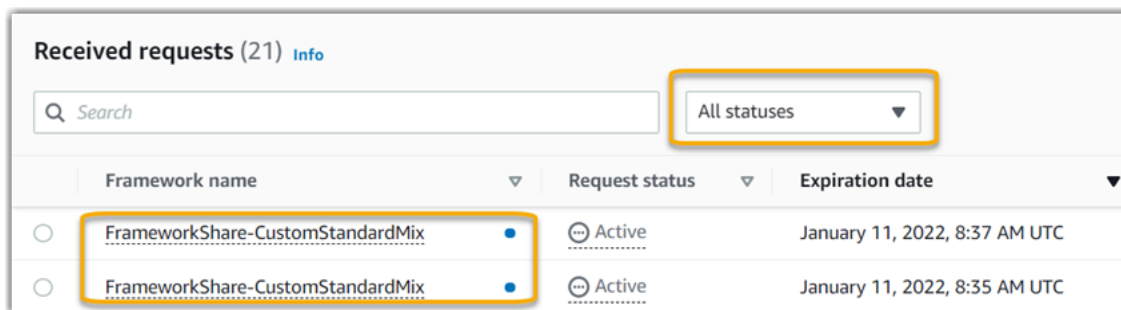 Received requests (21) Info
Search
All statuses
Framework name Request status Expiration date
FrameworkShare-CustomStandardMix Active January 11, 2022, 8:37 AM UTC
FrameworkShare-CustomStandardMix Active January 11, 2022, 8:35 AM UTC